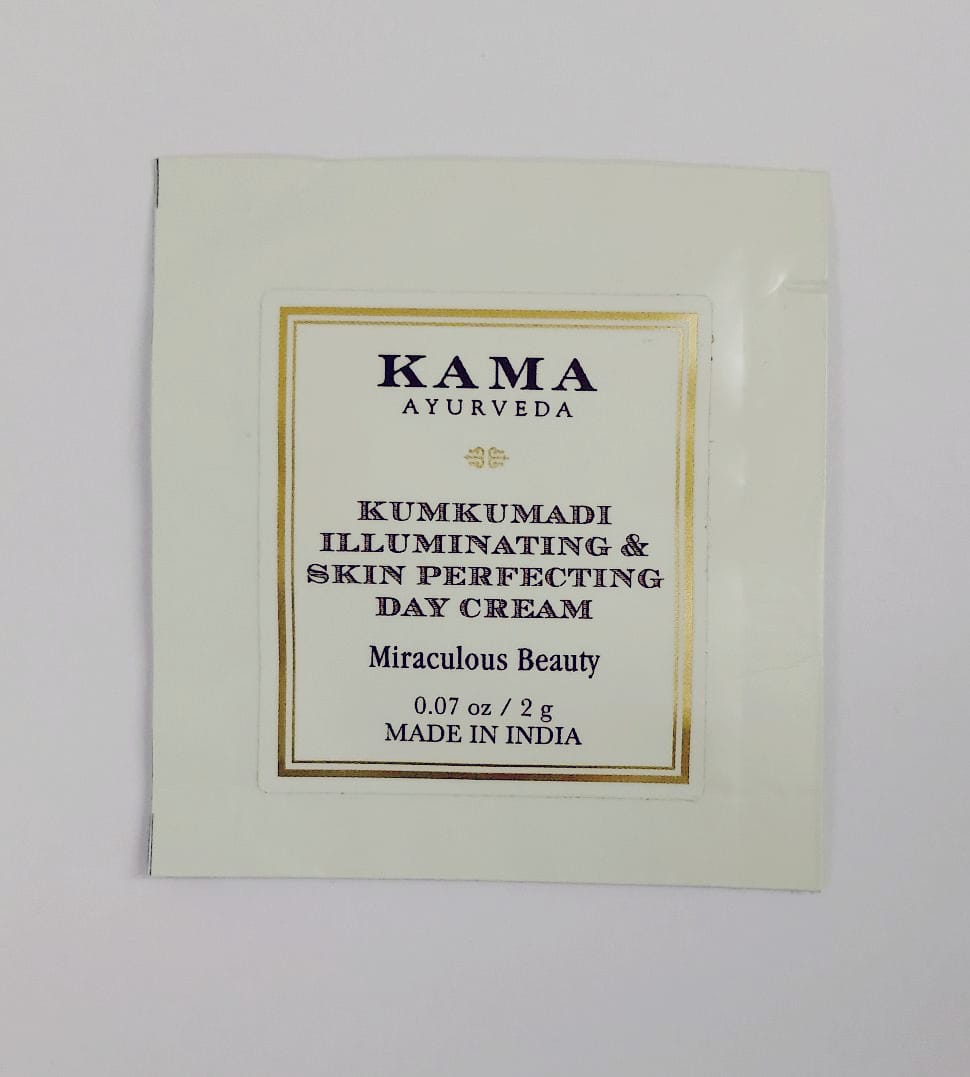 KAMA
AYURVEDA
KUMKUMADI
ILLUMINATING &
SKIN PERFECTING
DAY CREAM
Miraculous Beauty
0.07 oz / 2 g
MADE IN INDIA